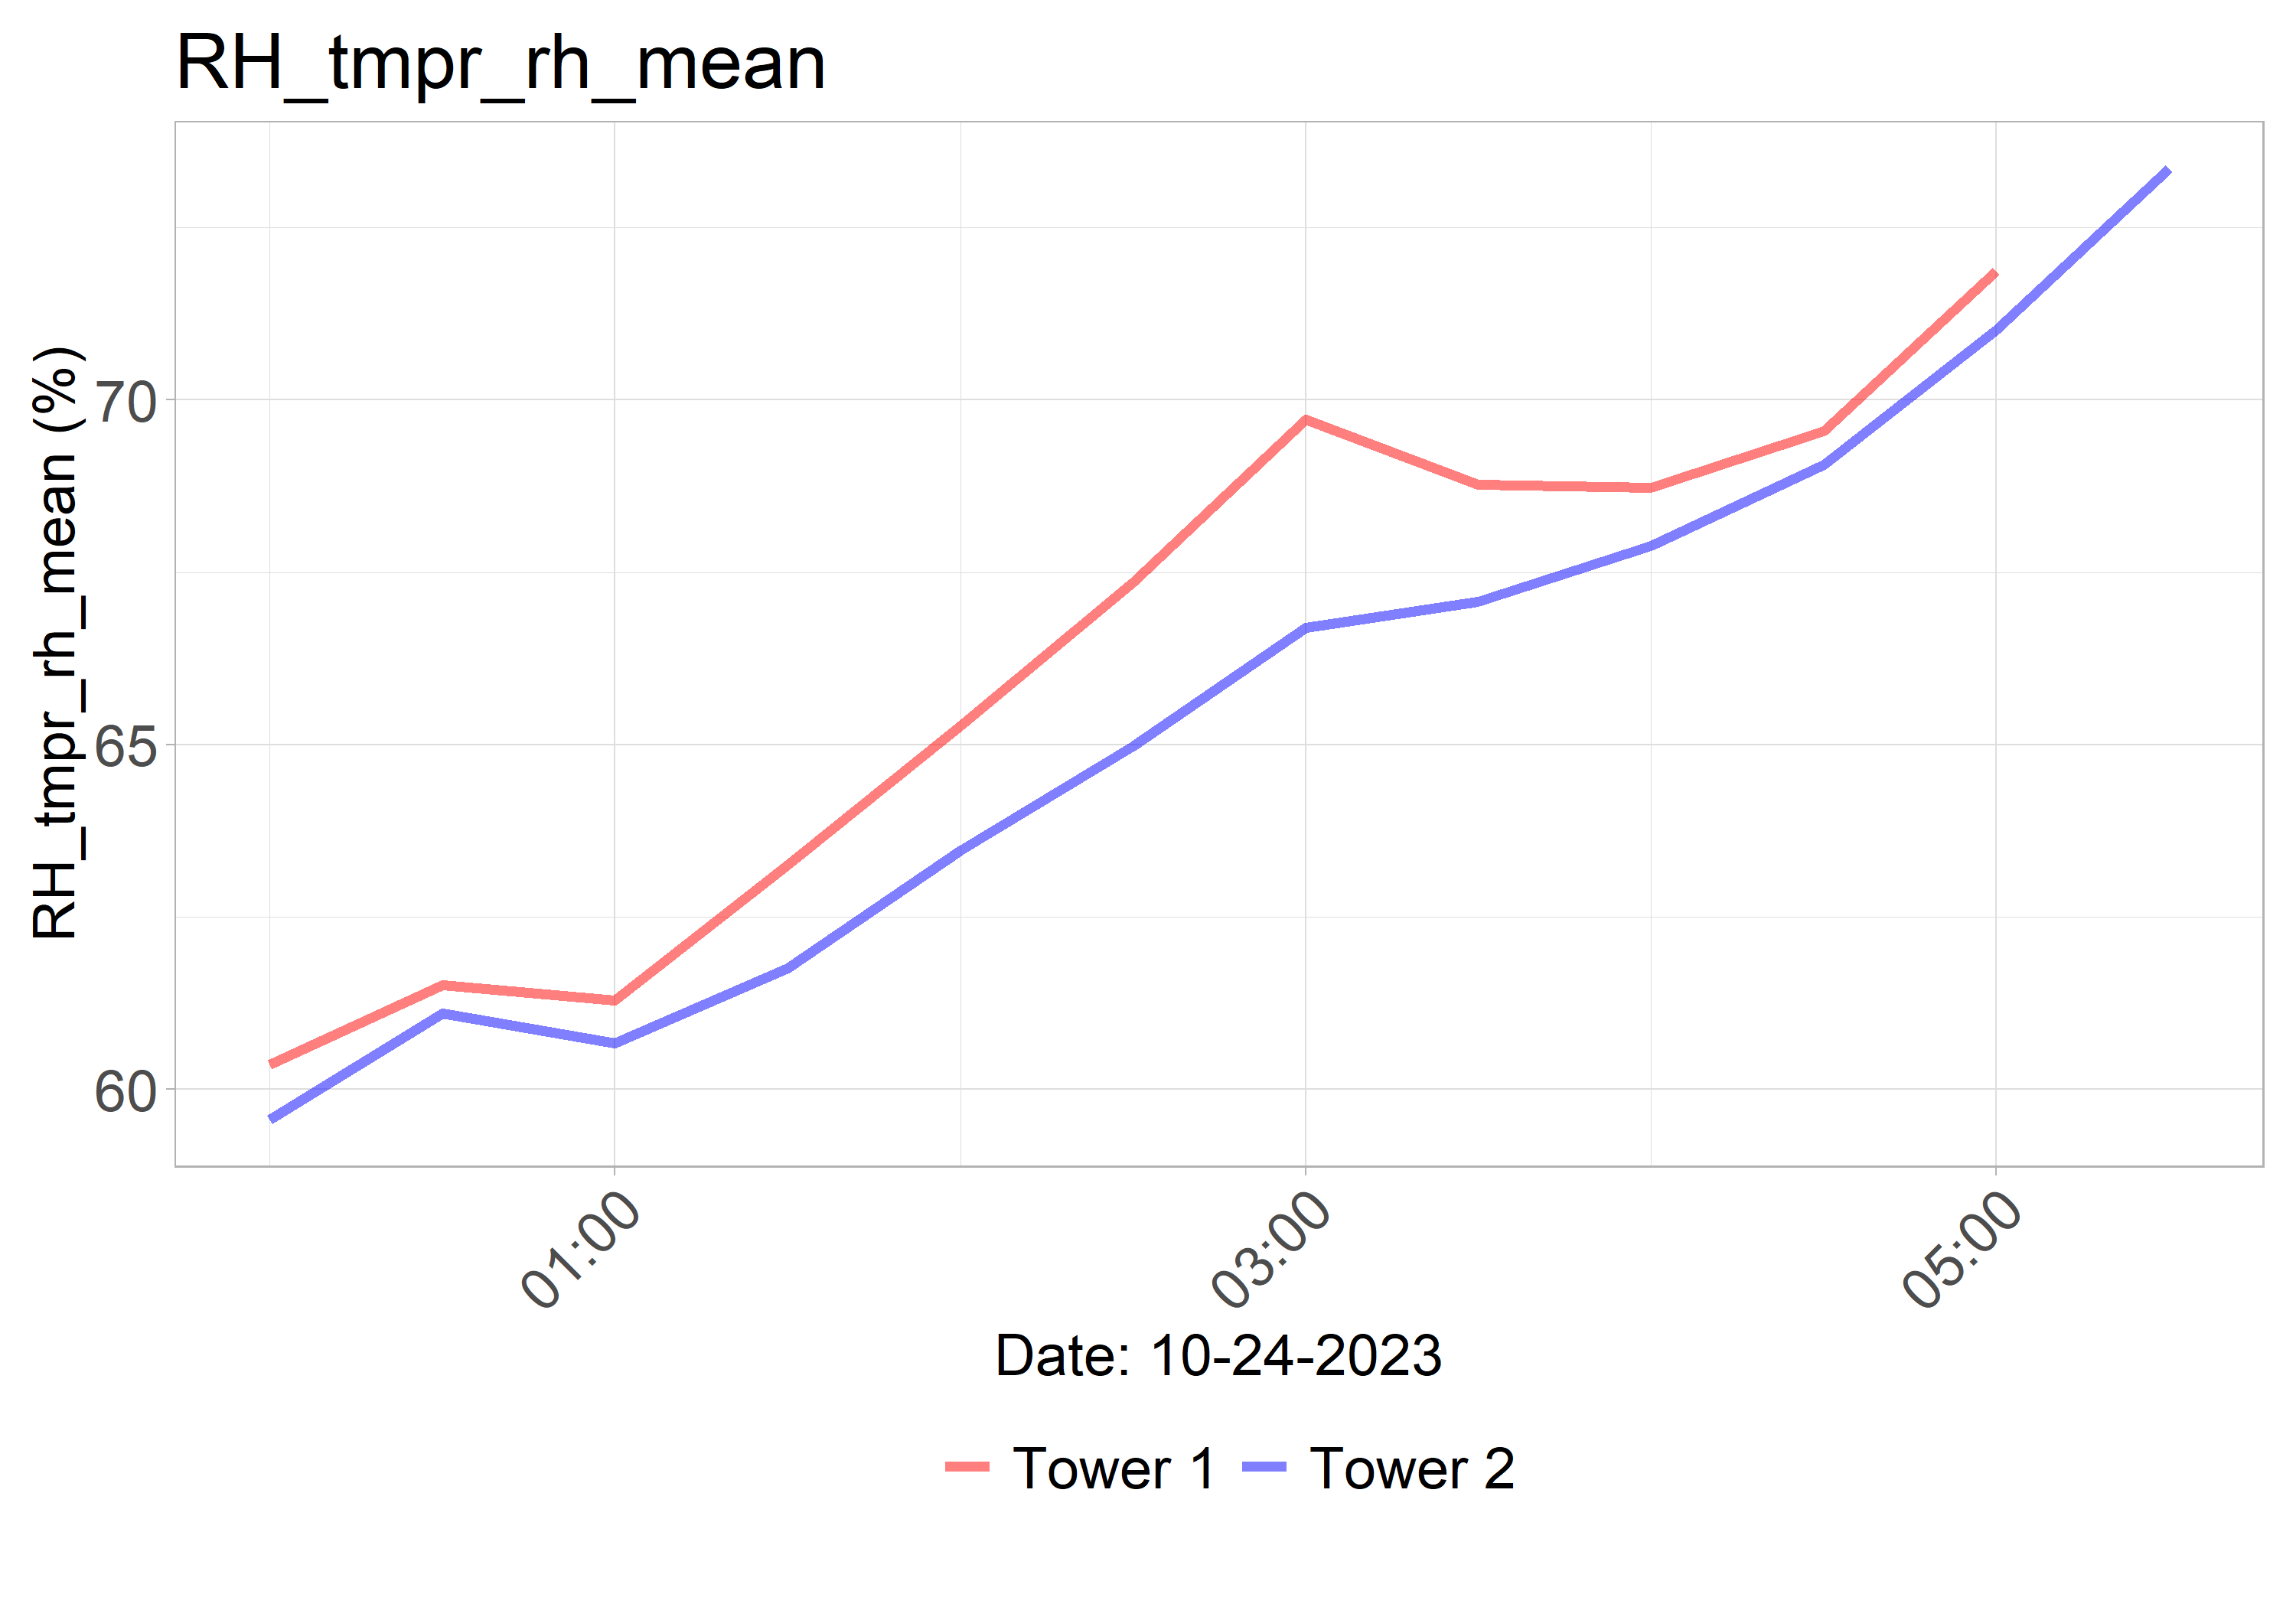 RH_tmpr_rh_mean
RH_tmpr_rh_mean (%)
70
65
60
01:00
03:00
05:00
Date: 10-24-2023
Tower 1
Tower 2